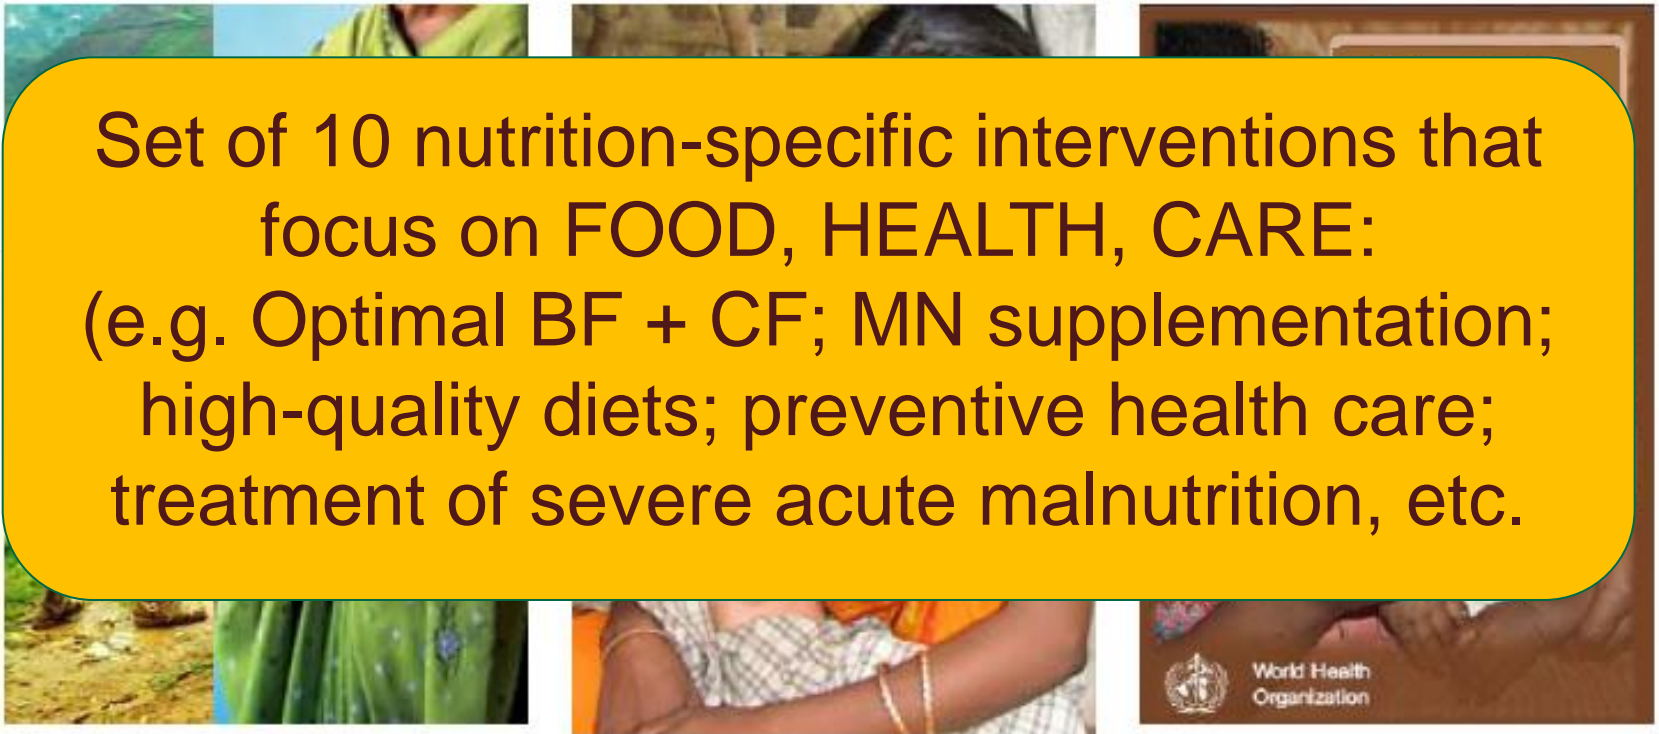 Set of 10 nutrition-specific interventions that
focus on FOOD, HEALTH, CARE:
(e.g. Optimal BF + CF; MN supplementation;
high-quality diets; preventive health care;
treatment of severe acute malnutrition, etc.
World Health
Organization